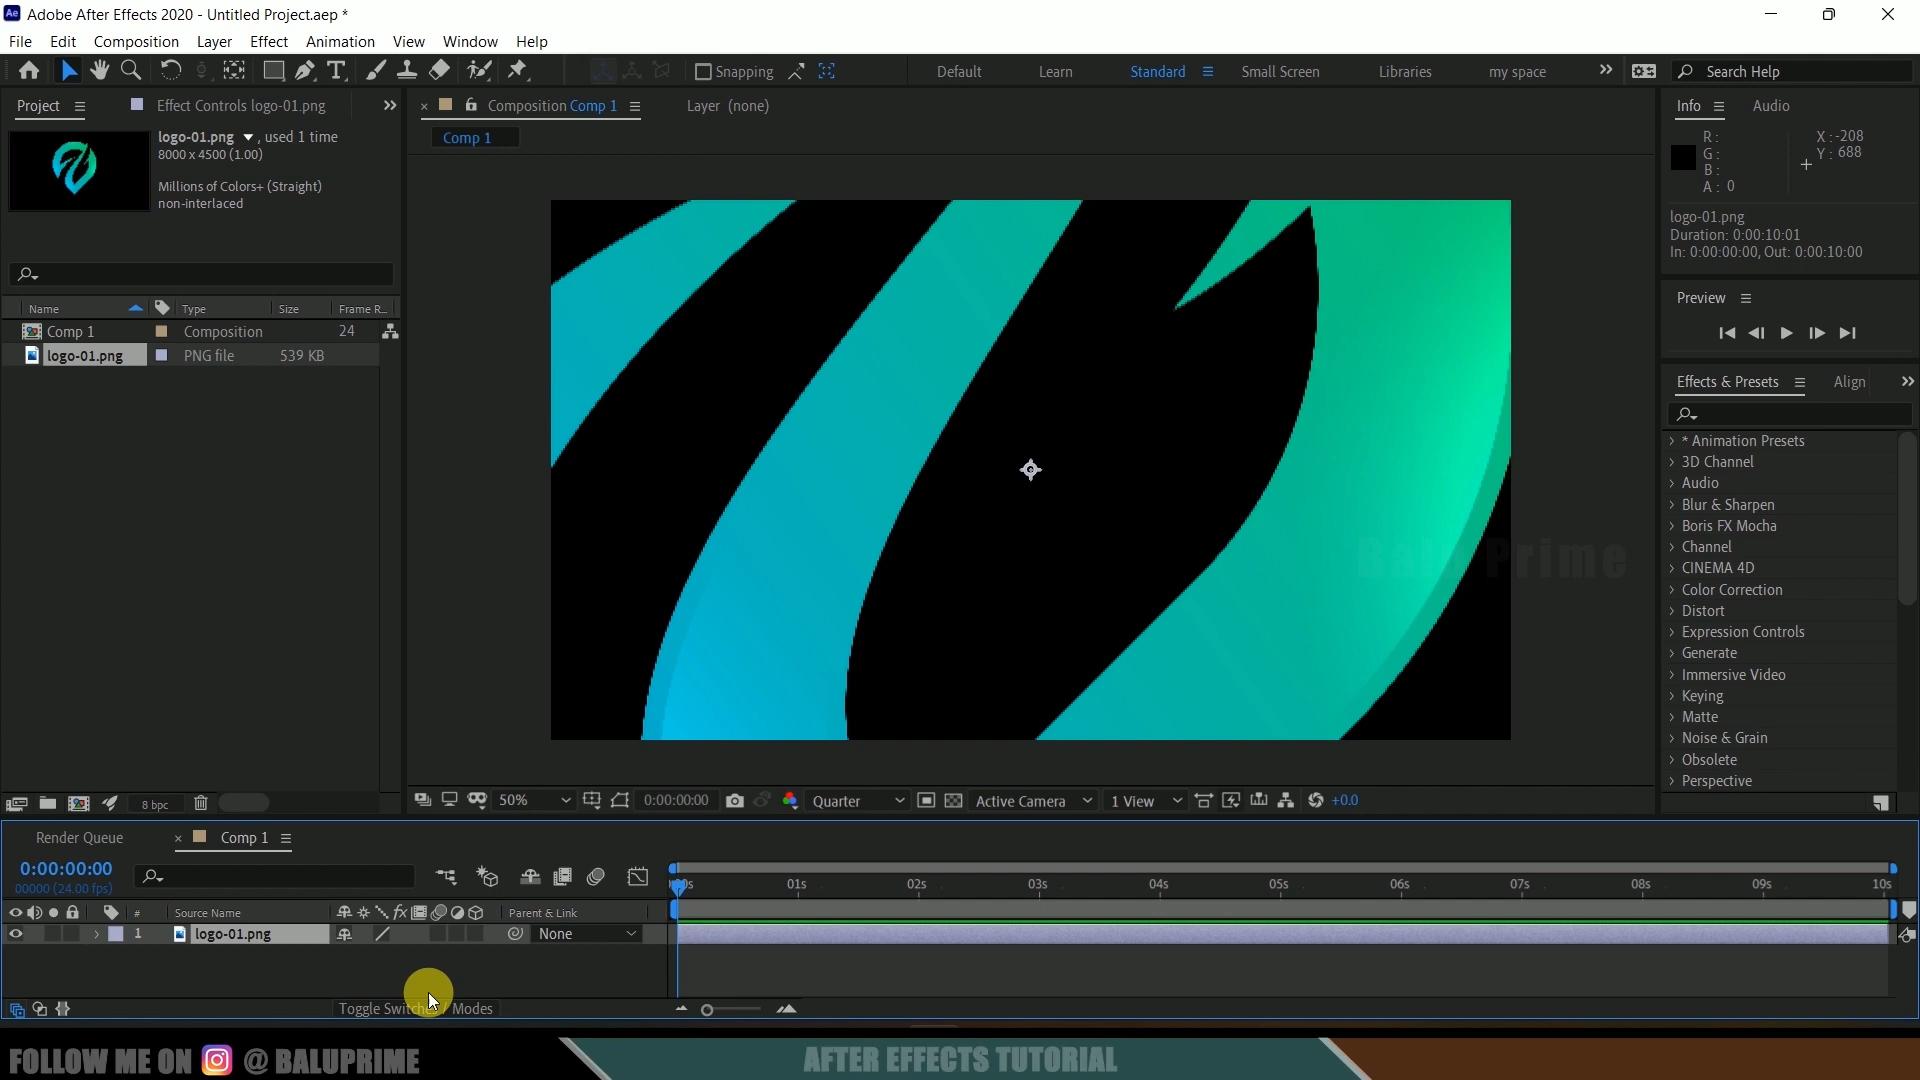 Adobe After Effects 2020 - Untitled Project.aep *
File Edit Composition Layer Effect Animation View Window Help
Snapping Default Learn Standard Small Screen Libraries my space Search Help
Project Effect Controls logo-01.png
Composition Comp 1 Layer (none)
Info Audio
logo-01.png , used 1 time
8000 x 4500 (1.00)
Millions of Colors+ (Straight)
non-interlaced
Comp 1
R:
G:
B:
A: 0
X:-208
Y: 688
logo-01.png
Duration: 0:00:10:01
In: 0:00:00:00, Out: 0:00:10:00
Name Type Size Frame R...
Comp 1 Composition 24
logo-01.png PNG file 539 KB
Preview
Effects & Presets Align
* Animation Presets
3D Channel
Audio
Blur & Sharpen
Boris FX Mocha
Channel
CINEMA 4D
Color Correction
Distort
Expression Controls
Generate
Immersive Video
Keying
Matte
Noise & Grain
Obsolete
Perspective
Balu Prime
8 bpc
50% 0:00:00:00 Quarter Active Camera 1 View +0.0
Render Queue Comp 1
0:00:00:00
00000 (24.00 fps)
01s 02s 03s 04s 05s 06s 07s 08s 09s 10s
# Source Name Parent & Link
1 logo-01.png None
Toggle Switches / Modes
FOLLOW ME ON @ BALUPRIME
AFTER EFFECTS TUTORIAL